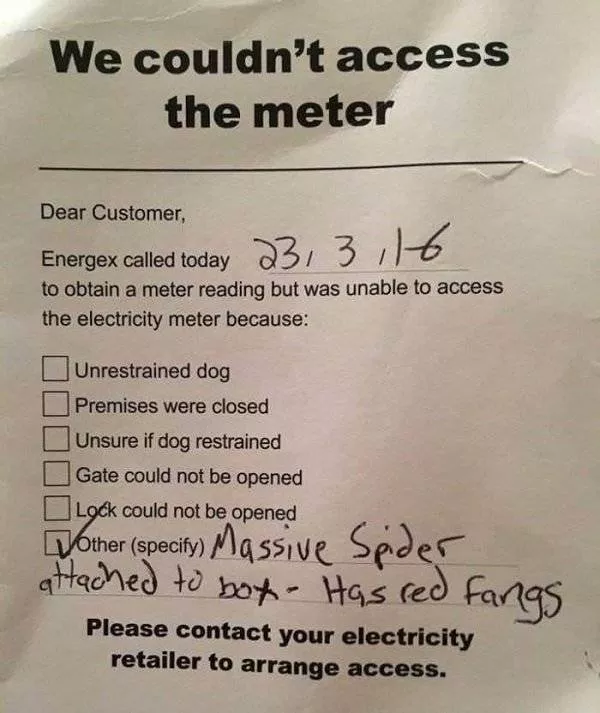 We couldn't access
the meter
Dear Customer,
Energex called today 23, 3, 16
to obtain a meter reading but was unable to access
the electricity meter because:
Unrestrained dog
Premises were closed
Unsure if dog restrained
Gate could not be opened
Lock could not be opened
Other (specify) Massive Spider
attached to box - Has red fangs
Please contact your electricity
retailer to arrange access.